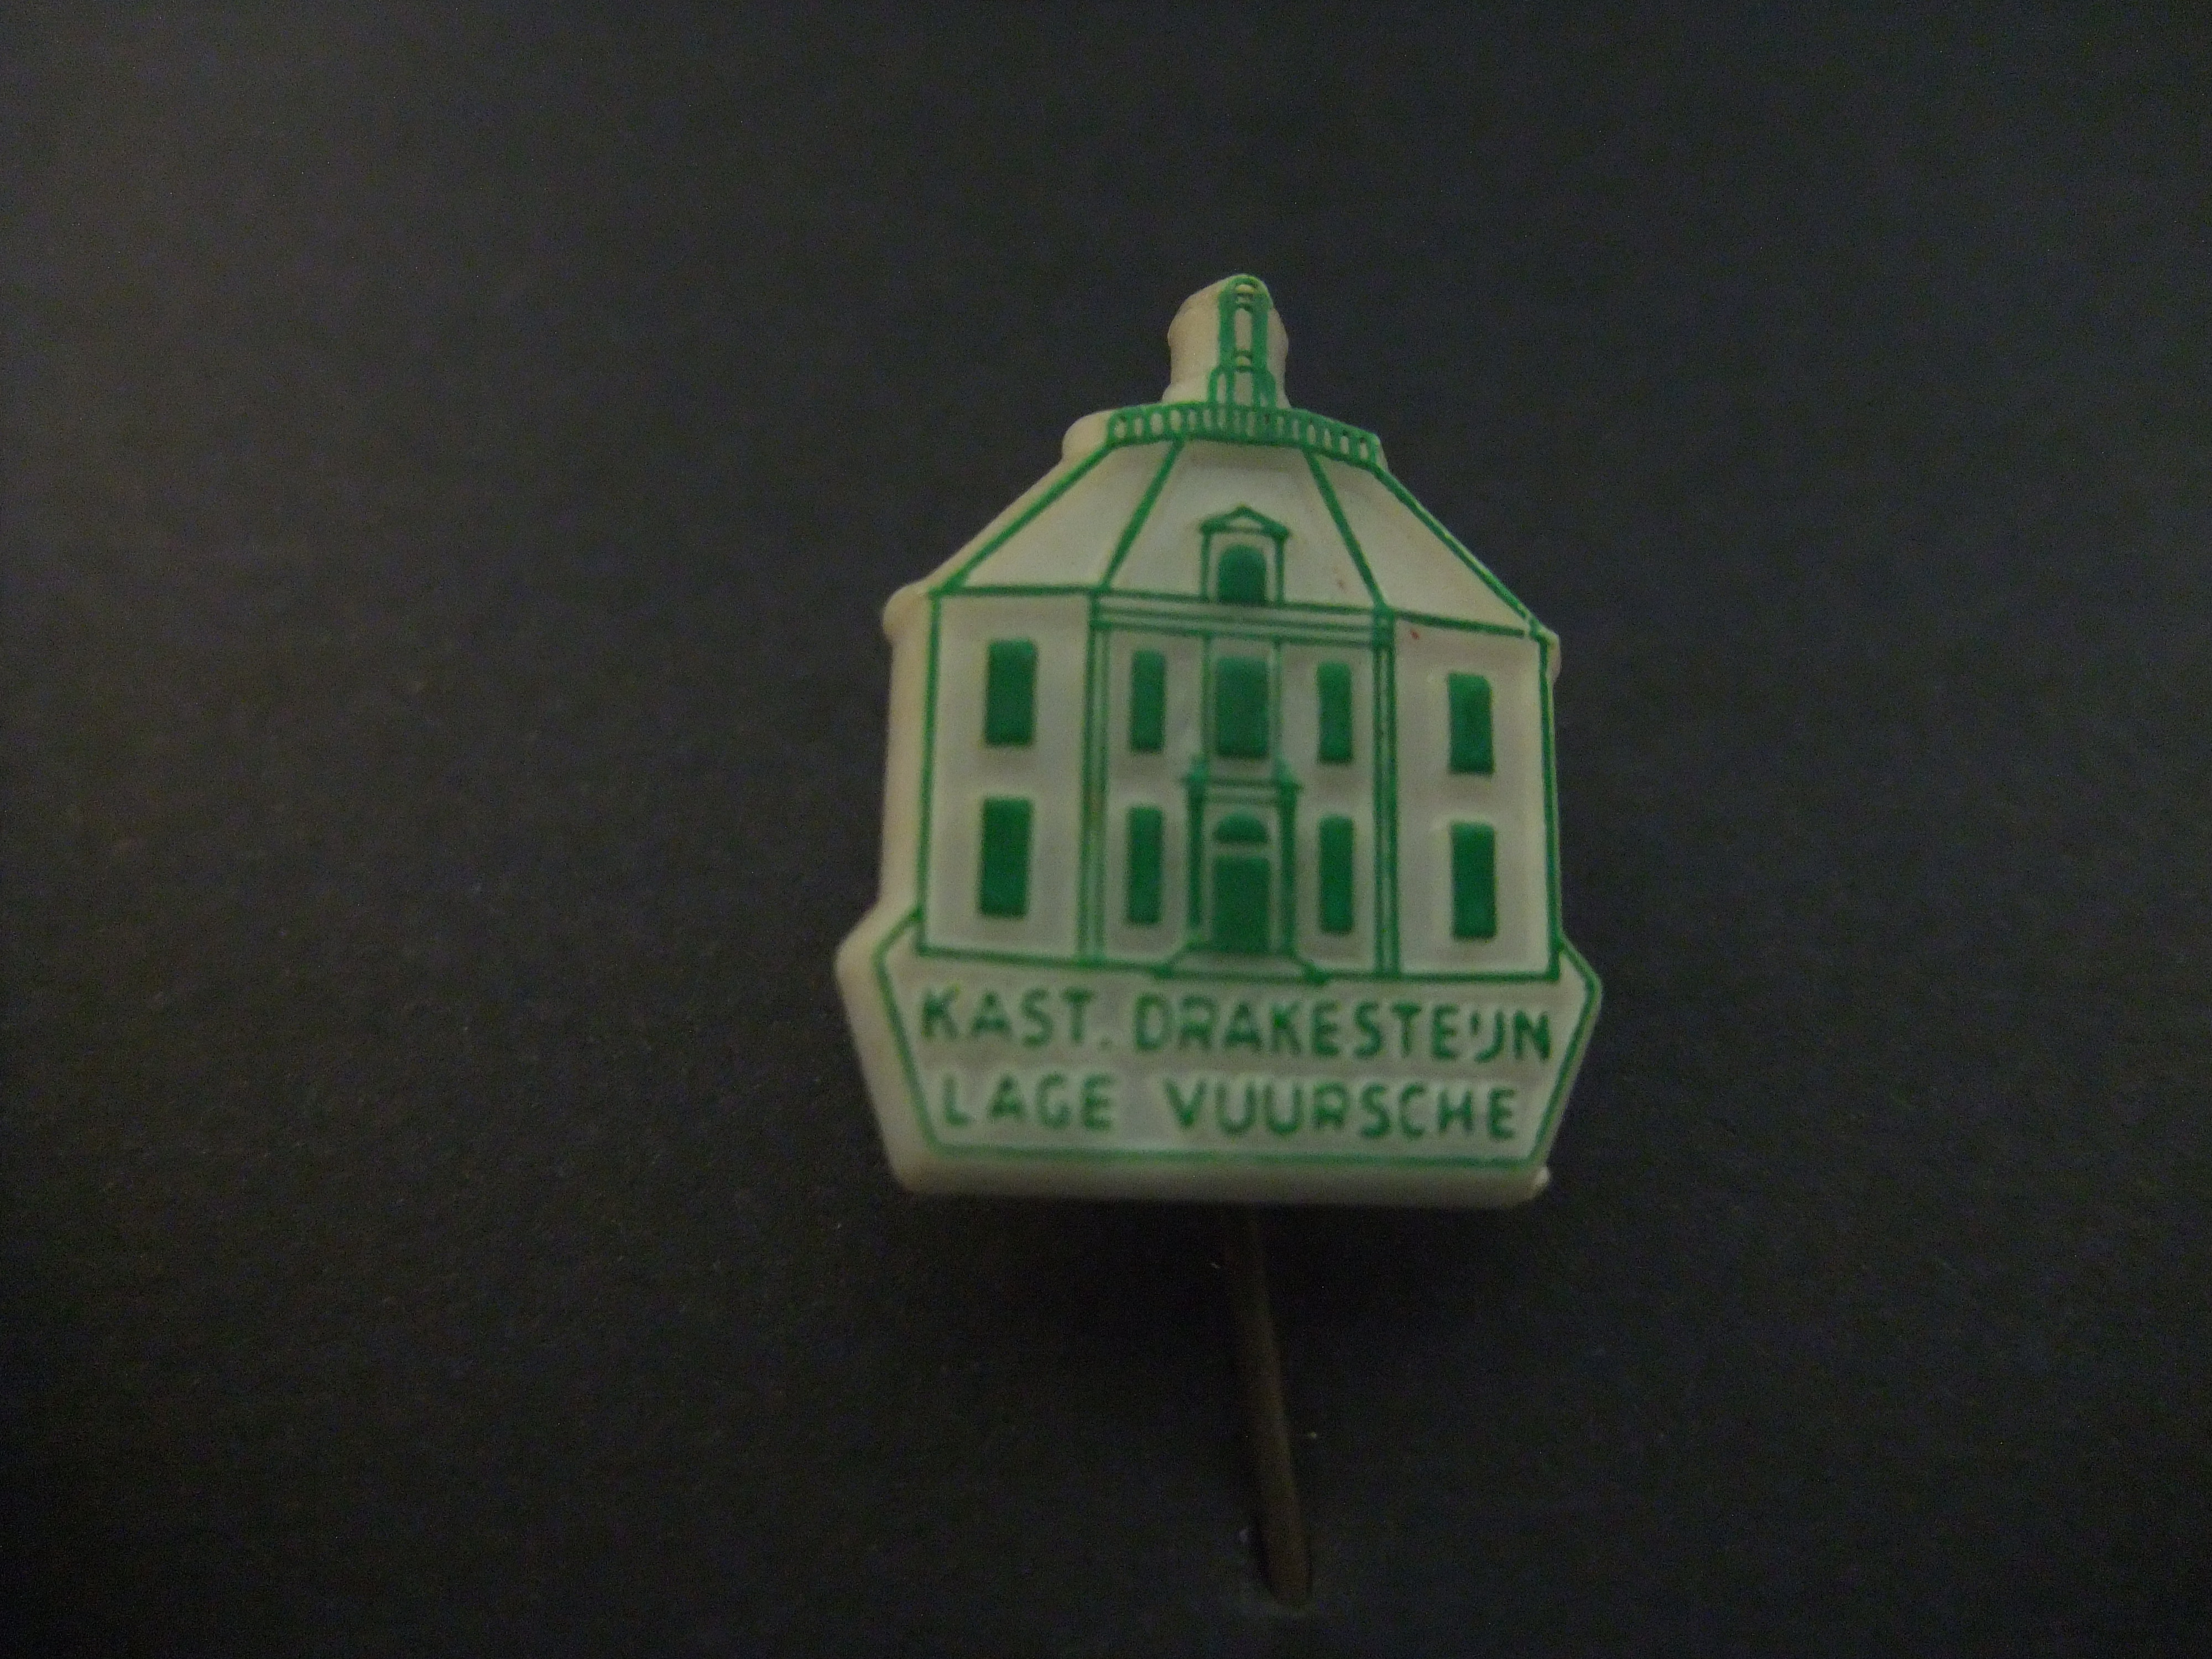 KAST. DRAKESTEIJN
LAGE VUURSCHE